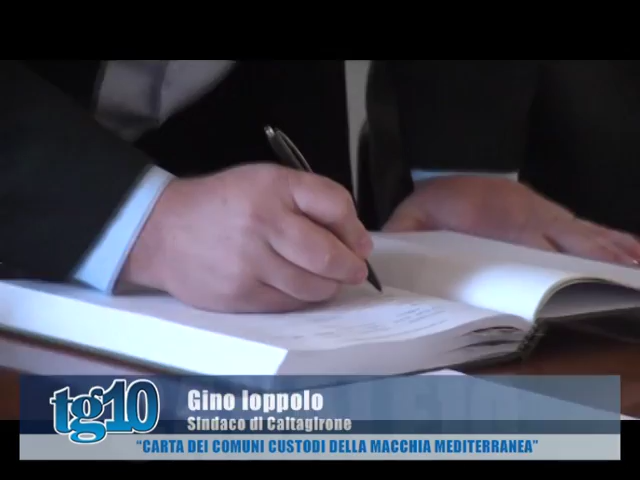 tg10
Gino Ioppolo
Sindaco di Caltagirone
"CARTA DEI COMUNI CUSTODI DELLA MACCHIA MEDITERRANEA"